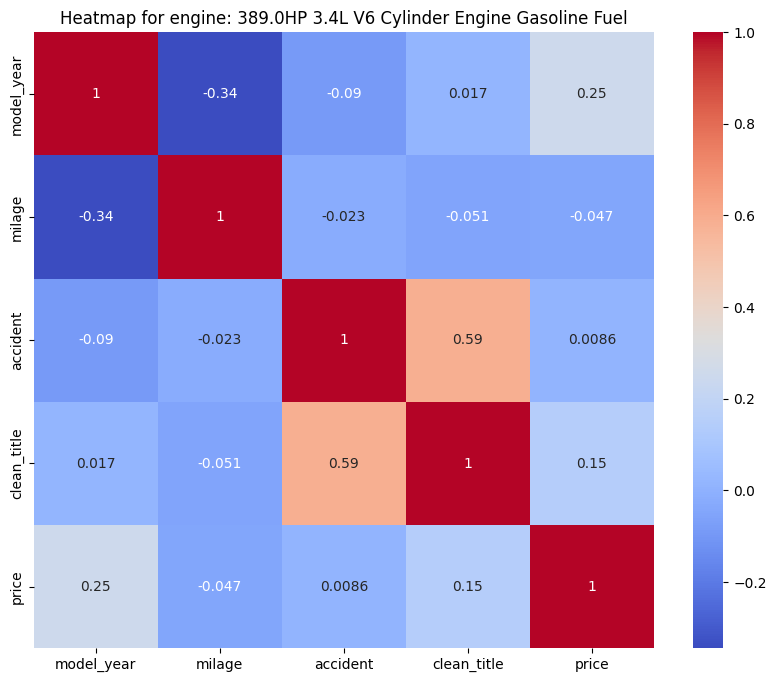 Heatmap for engine: 389.0HP 3.4L V6 Cylinder Engine Gasoline Fuel
model_year 1 -0.34 -0.09 0.017 0.25
milage -0.34 1 -0.023 -0.051 -0.047
accident -0.09 -0.023 1 0.59 0.0086
clean_title 0.017 -0.051 0.59 1 0.15
price 0.25 -0.047 0.0086 0.15 1
model_year milage accident clean_title price
1.0
0.8
0.6
0.4
0.2
0.0
−0.2